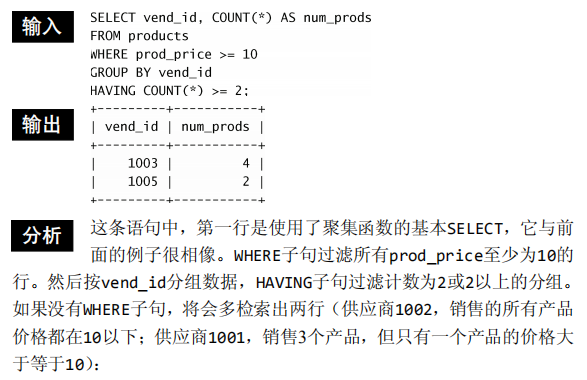 输入
SELECT vend_id, COUNT(*) AS num_prods
FROM products
WHERE prod_price >= 10
GROUP BY vend_id
HAVING COUNT(*) >= 2;
输出
+---------+-----------+
| vend_id | num_prods |
+---------+-----------+
|    1003 |         4 |
|    1005 |         2 |
+---------+-----------+
分析
这条语句中，第一行是使用了聚集函数的基本SELECT，它与前
面的例子很相像。WHERE子句过滤所有prod_price至少为10的
行。然后按vend_id分组数据，HAVING子句过滤计数为2或2以上的分组。
如果没有WHERE子句，将会多检索出两行（供应商1002，销售的所有产品
价格都在10以下；供应商1001，销售3个产品，但只有一个产品的价格大
于等于10）：